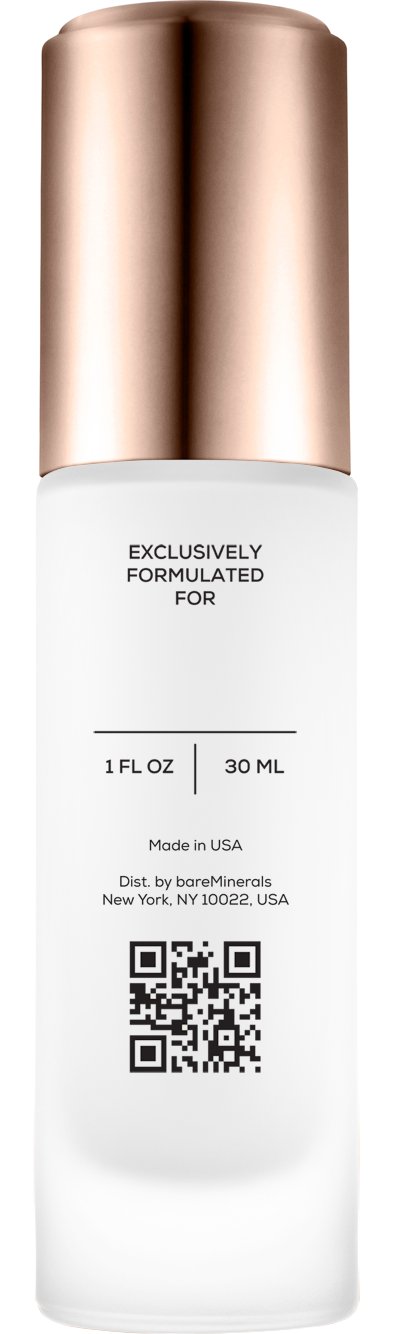 EXCLUSIVELY
FORMULATED
FOR
1 FL OZ | 30 ML
Made in USA
Dist. by bareMinerals
New York, NY 10022, USA